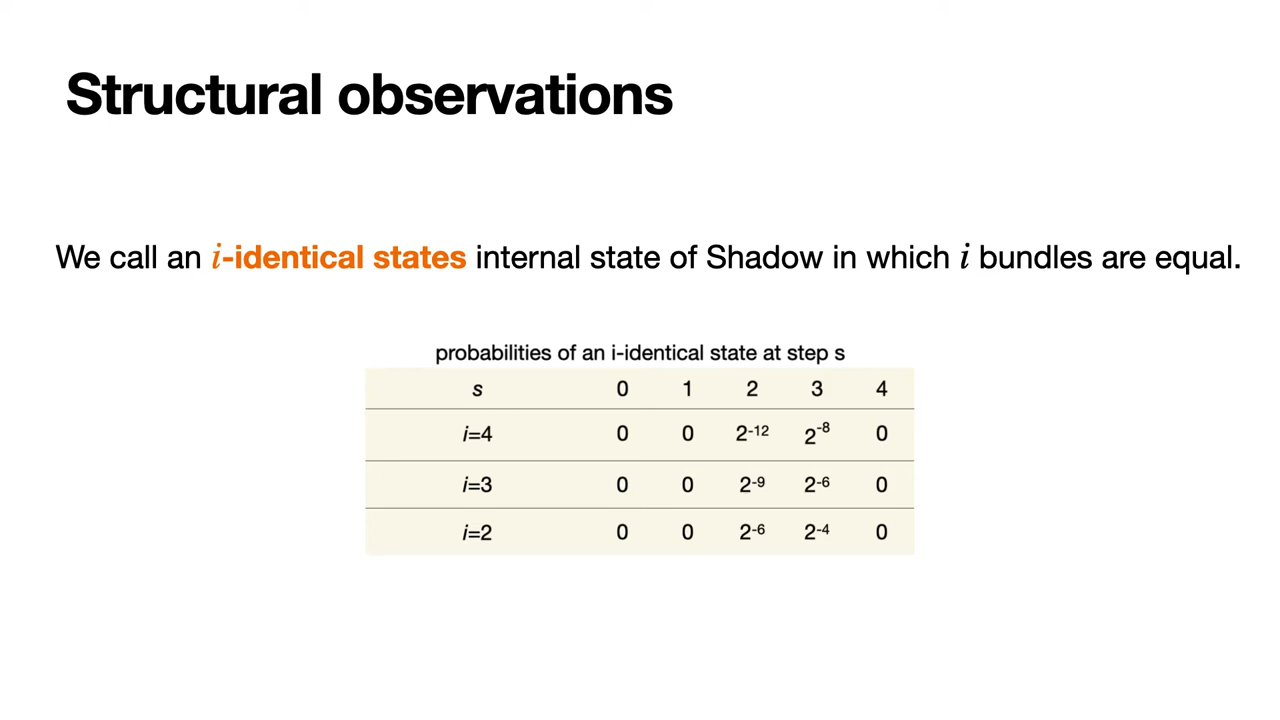 Structural observations
We call an i-identical states internal state of Shadow in which i bundles are equal.
probabilities of an i-identical state at step s
s 0 1 2 3 4
i=4 0 0 2⁻¹² 2⁻⁸ 0
i=3 0 0 2⁻⁹ 2⁻⁶ 0
i=2 0 0 2⁻⁶ 2⁻⁴ 0